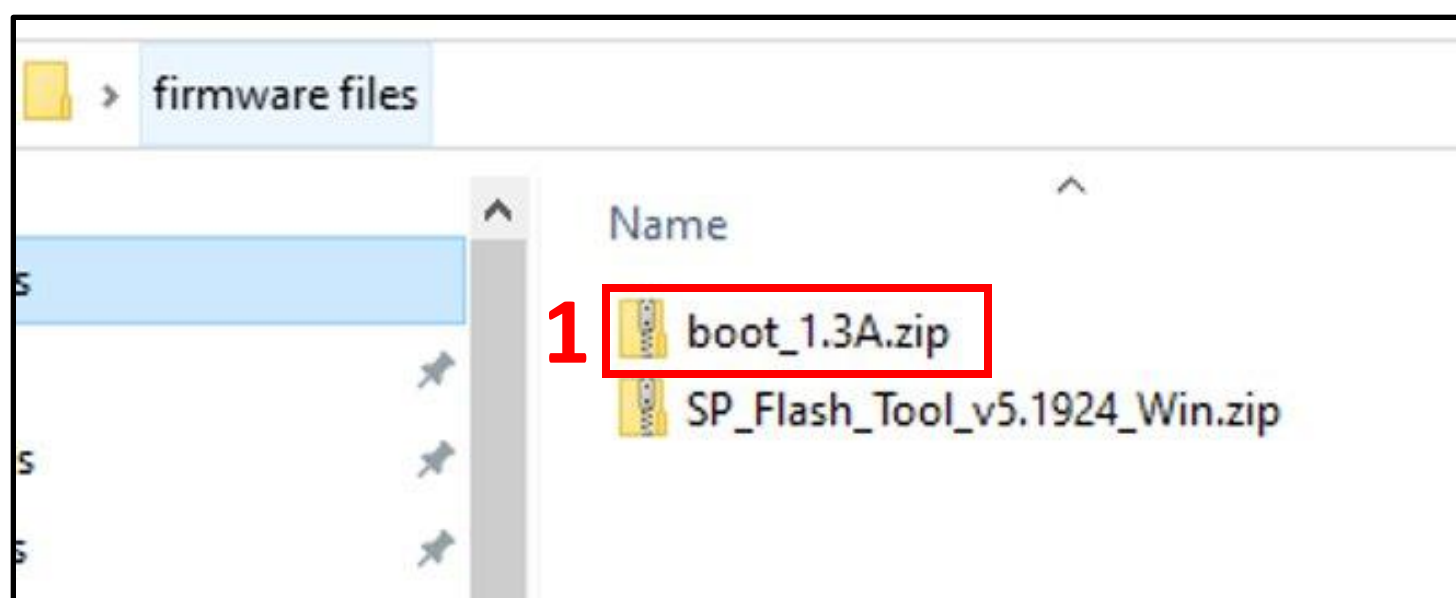 > firmware files
Name
1 boot_1.3A.zip
SP_Flash_Tool_v5.1924_Win.zip
s
s
s